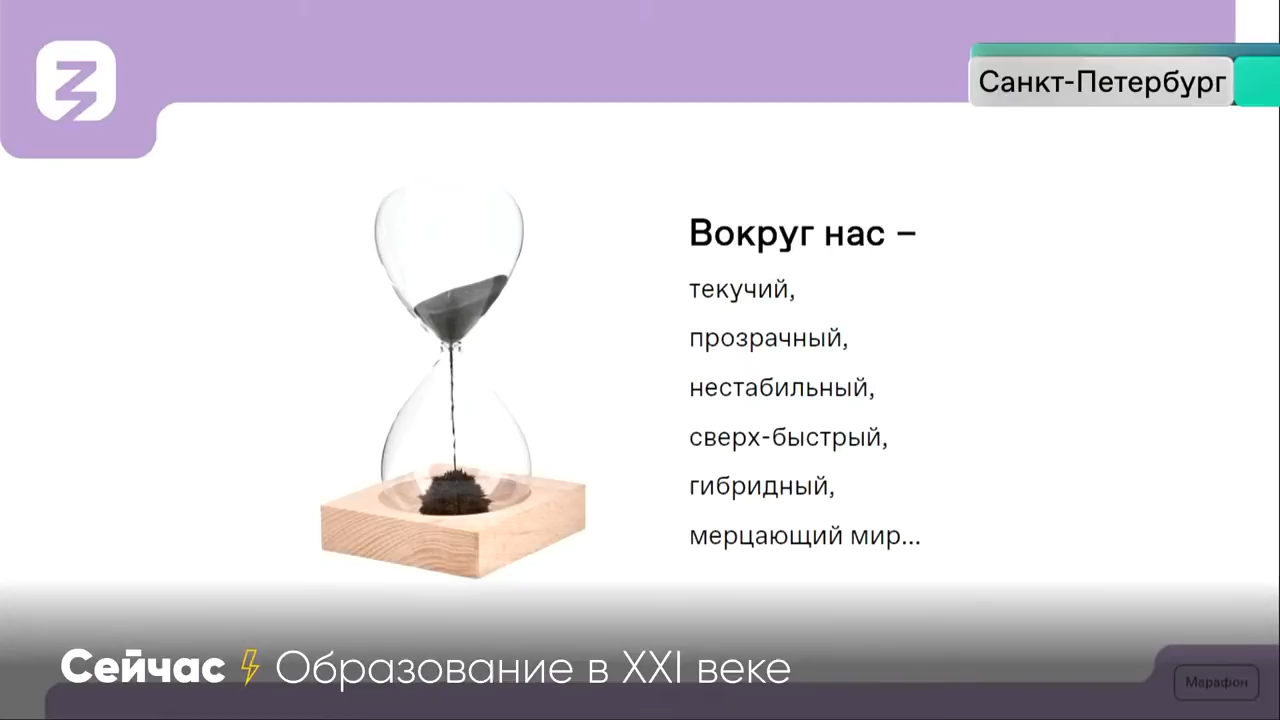 Санкт-Петербург
Вокруг нас –
текучий,
прозрачный,
нестабильный,
сверх-быстрый,
гибридный,
мерцающий мир...
Сейчас Образование в XXI веке
Марафон